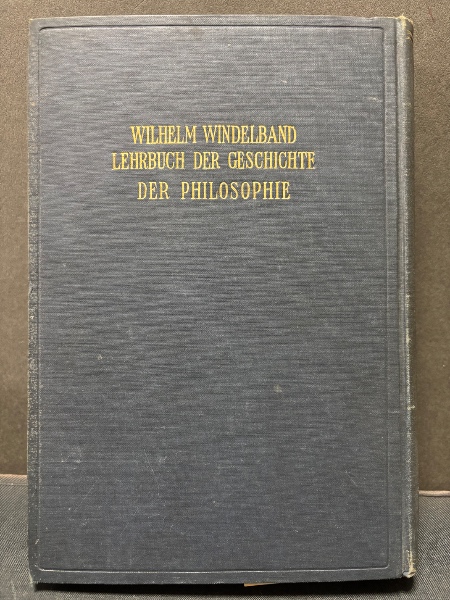 WILHELM WINDELBAND
LEHRBUCH DER GESCHICHTE
DER PHILOSOPHIE